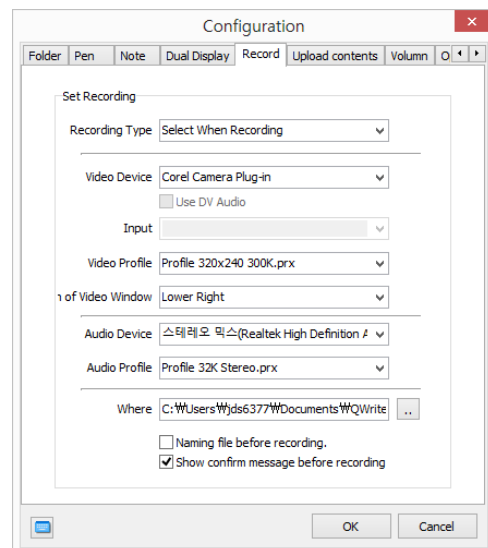 Configuration
Folder Pen Note Dual Display Record Upload contents Volumn O
Set Recording
Recording Type Select When Recording
Video Device Corel Camera Plug-in
Use DV Audio
Input
Video Profile Profile 320x240 300K.prx
of Video Window Lower Right
Audio Device 스테레오 믹스(Realtek High Definition A
Audio Profile Profile 32K Stereo.prx
Where C:₩Users₩jds6377₩Documents₩QWrite ..
Naming file before recording.
Show confirm message before recording
OK Cancel